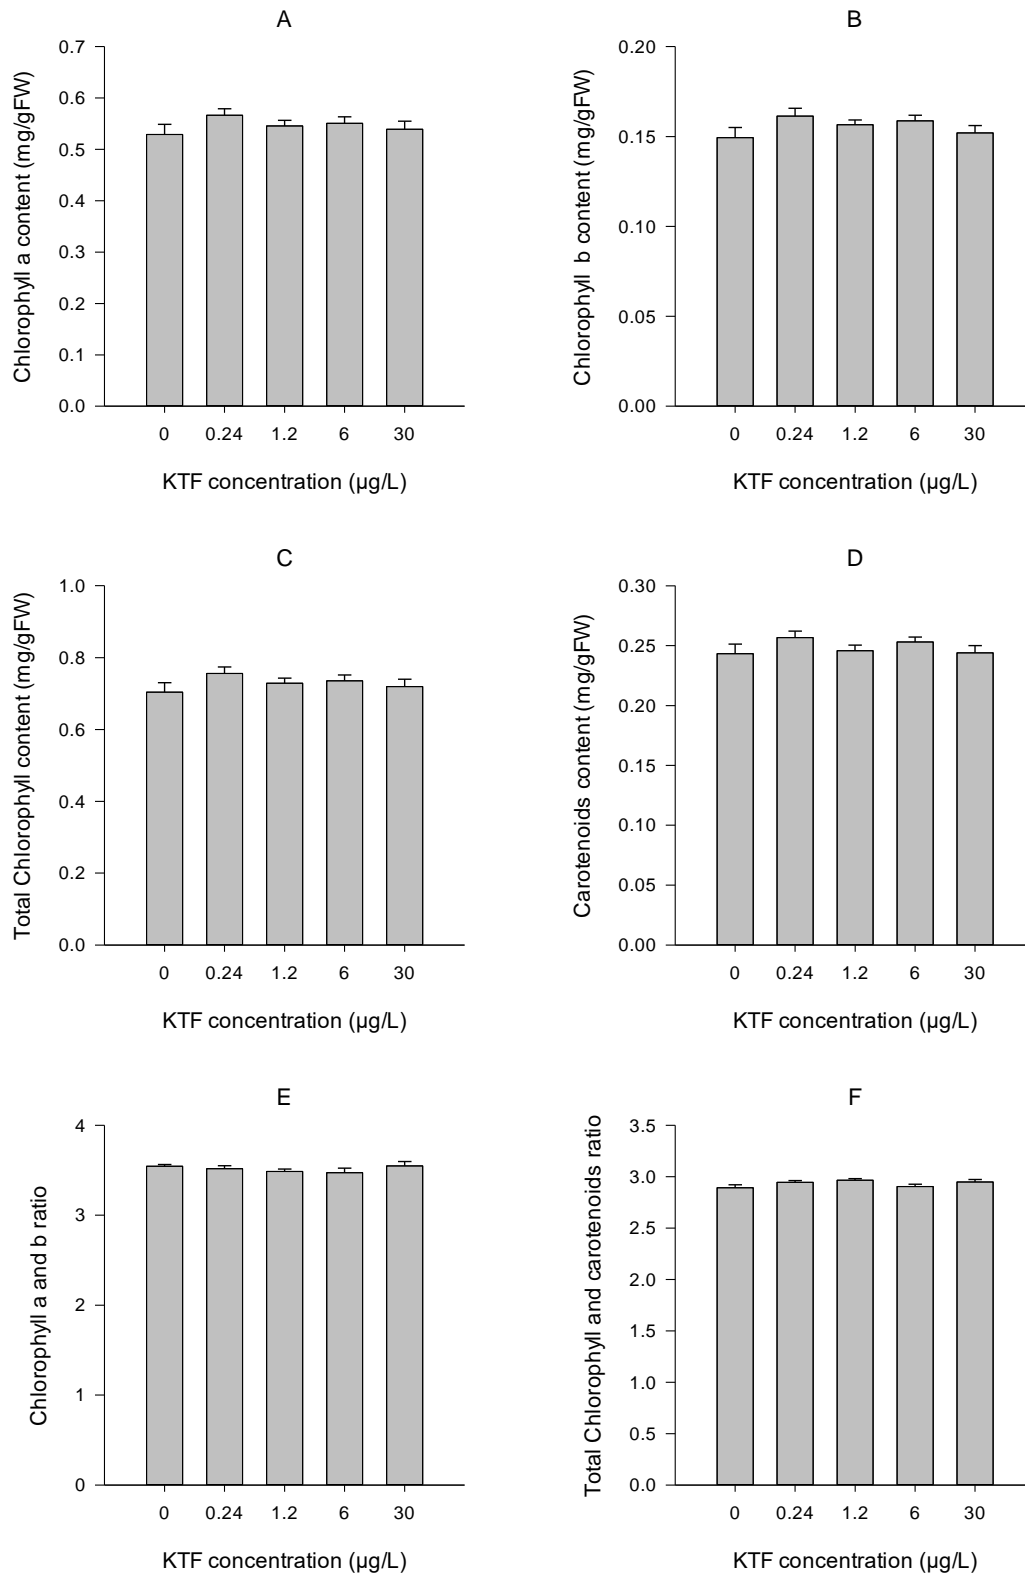 A
Chlorophyll a content (mg/gFW)
0.7
0.6
0.5
0.4
0.3
0.2
0.1
0.0
0 0.24 1.2 6 30
KTF concentration (µg/L)
B
Chlorophyll b content (mg/gFW)
0.20
0.15
0.10
0.05
0.00
0 0.24 1.2 6 30
KTF concentration (µg/L)
C
Total Chlorophyll content (mg/gFW)
1.0
0.8
0.6
0.4
0.2
0.0
0 0.24 1.2 6 30
KTF concentration (µg/L)
D
Carotenoids content (mg/gFW)
0.30
0.25
0.20
0.15
0.10
0.05
0.00
0 0.24 1.2 6 30
KTF concentration (µg/L)
E
Chlorophyll a and b ratio
4
3
2
1
0
0 0.24 1.2 6 30
KTF concentration (µg/L)
F
Total Chlorophyll and carotenoids ratio
3.5
3.0
2.5
2.0
1.5
1.0
0.5
0.0
0 0.24 1.2 6 30
KTF concentration (µg/L)